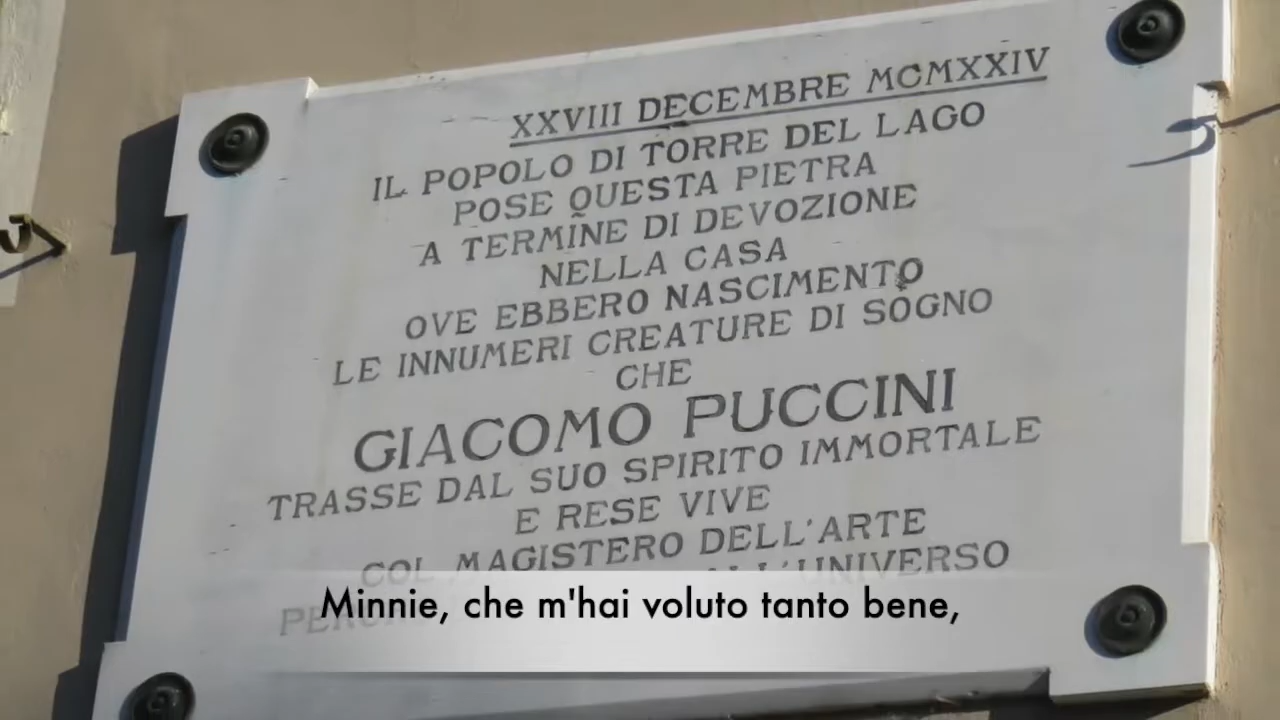 XXVIII DECEMBRE MCMXXIV
IL POPOLO DI TORRE DEL LAGO
POSE QUESTA PIETRA
A TERMINE DI DEVOZIONE
NELLA CASA
OVE EBBERO NASCIMENTO
LE INNUMERI CREATURE DI SOGNO
CHE
GIACOMO PUCCINI
TRASSE DAL SUO SPIRITO IMMORTALE
E RESE VIVE
COL MAGISTERO DELL'ARTE
ALL'UNIVERSO
Minnie, che m'hai voluto tanto bene,